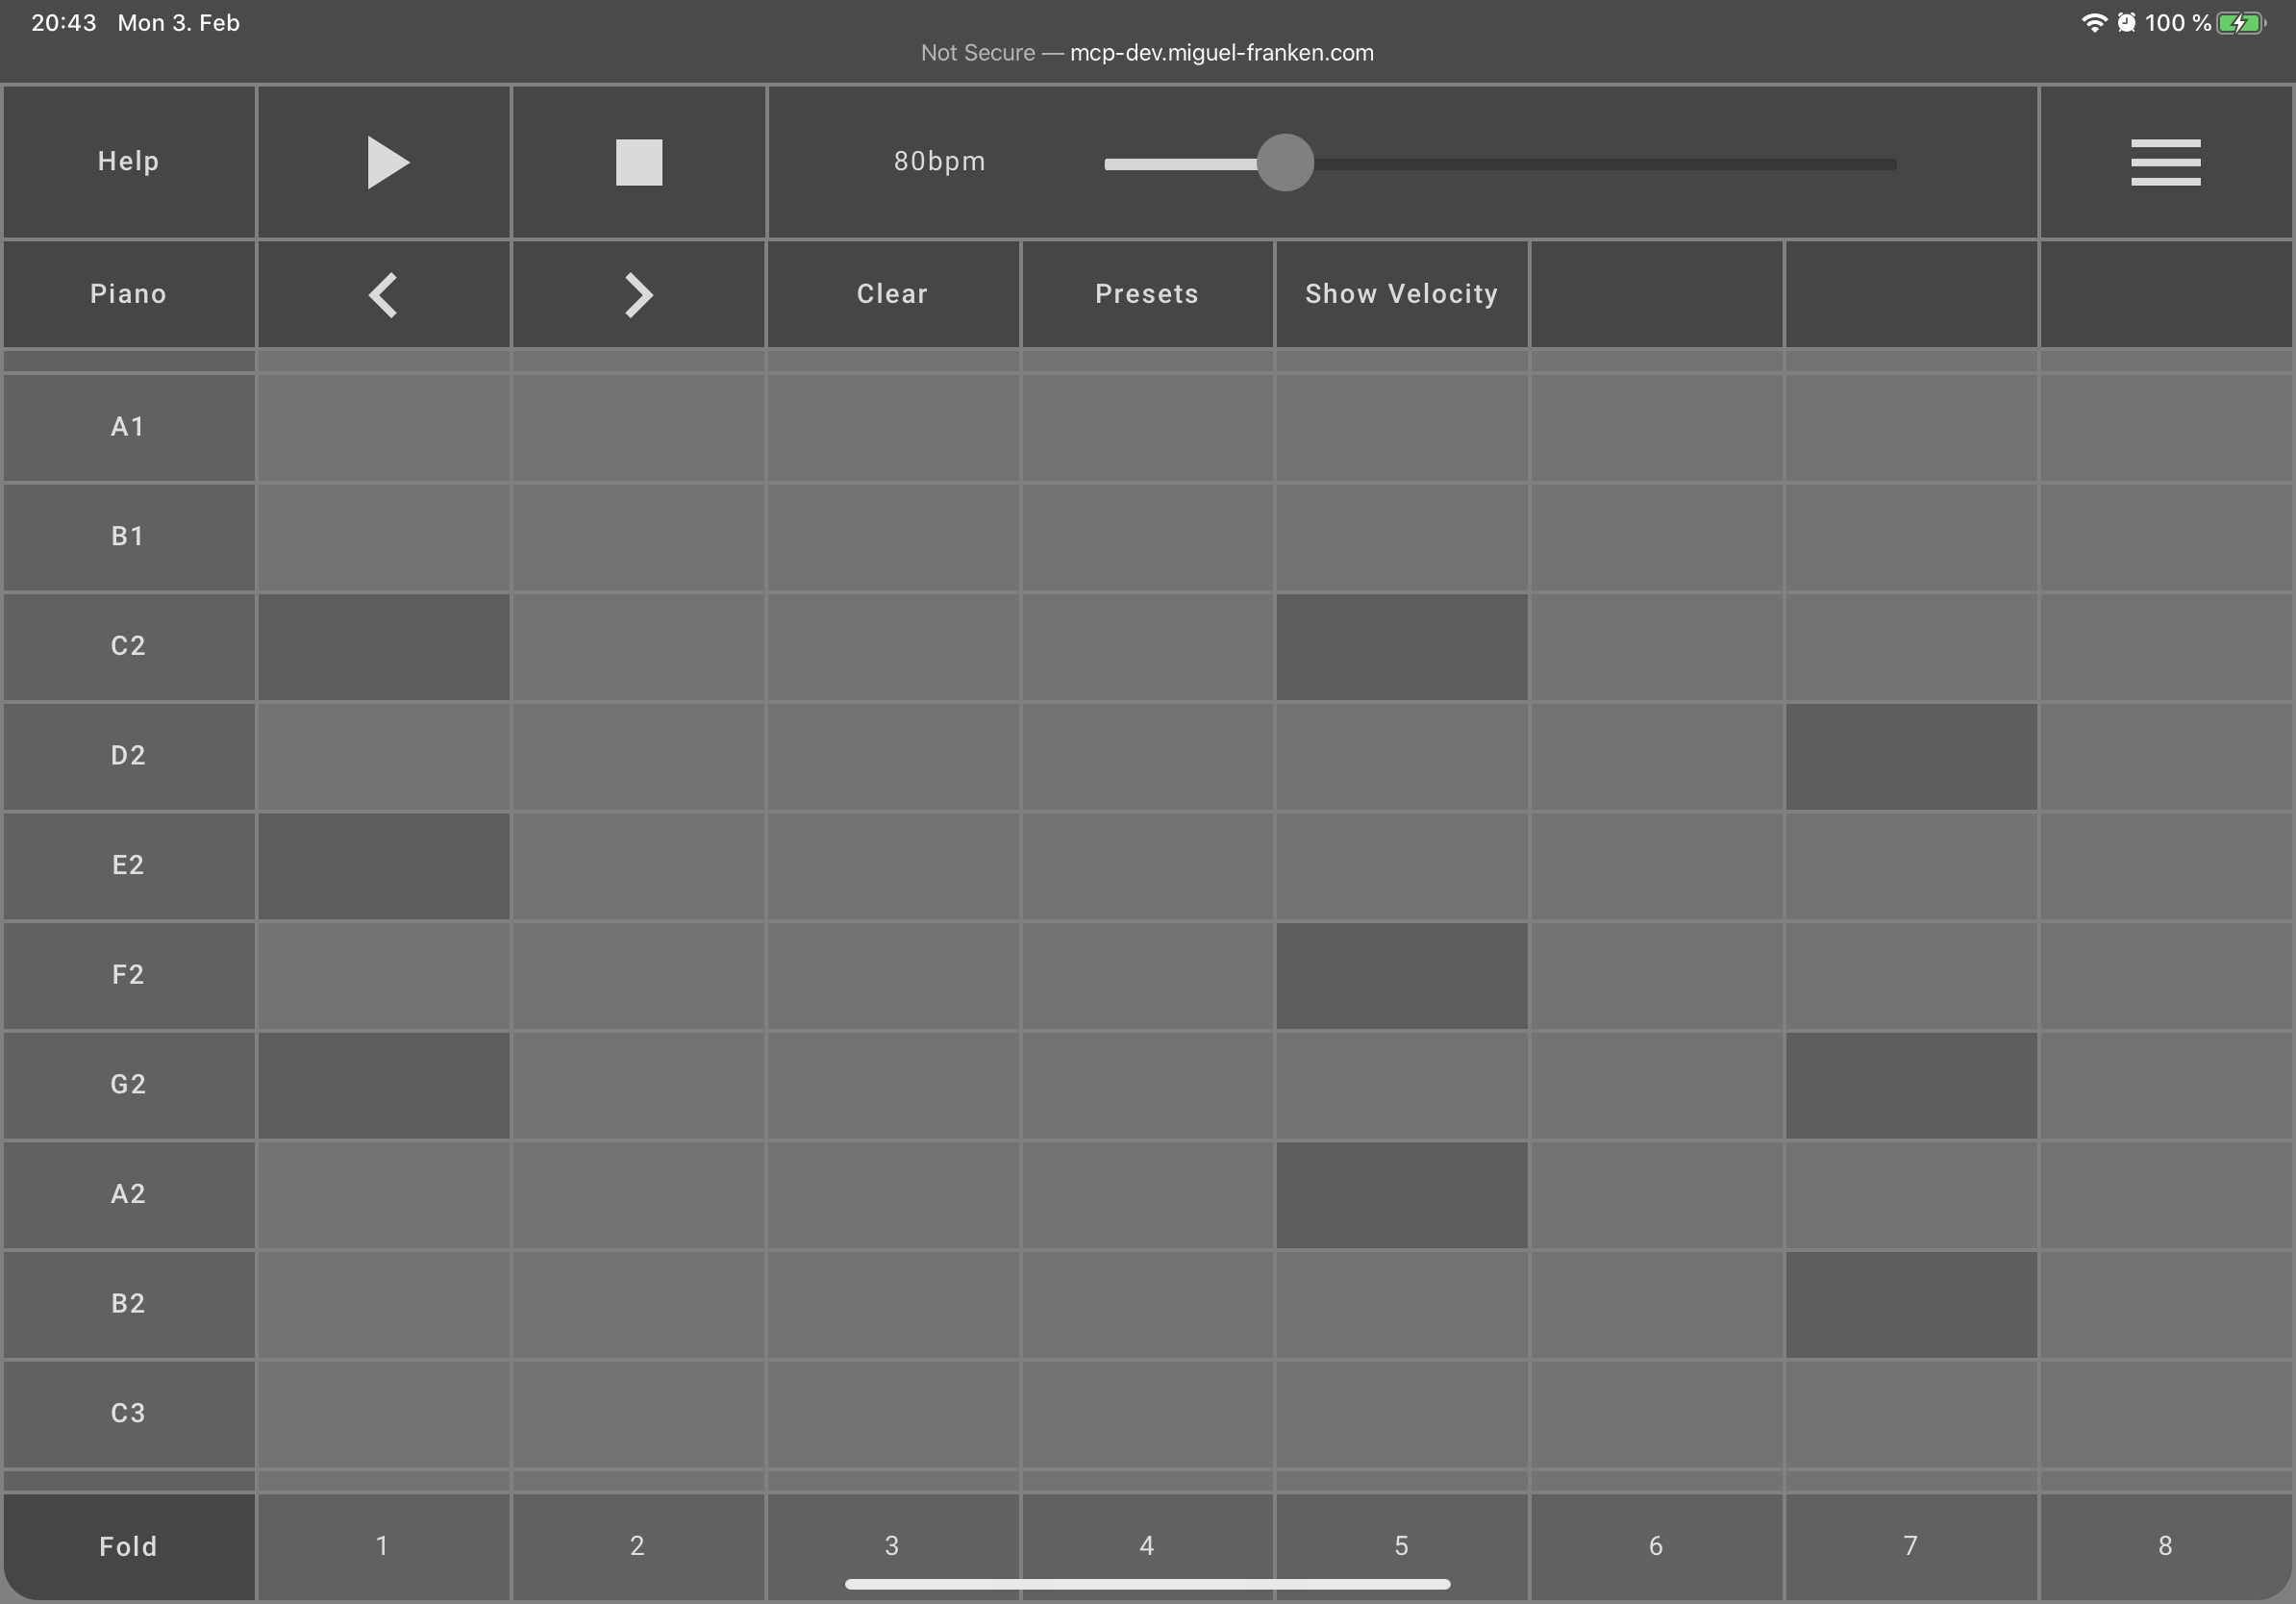 20:43 Mon 3. Feb
100 %
Not Secure — mcp-dev.miguel-franken.com
Help
80bpm
Piano
Clear
Presets
Show Velocity
A1
B1
C2
D2
E2
F2
G2
A2
B2
C3
Fold 1 2 3 4 5 6 7 8